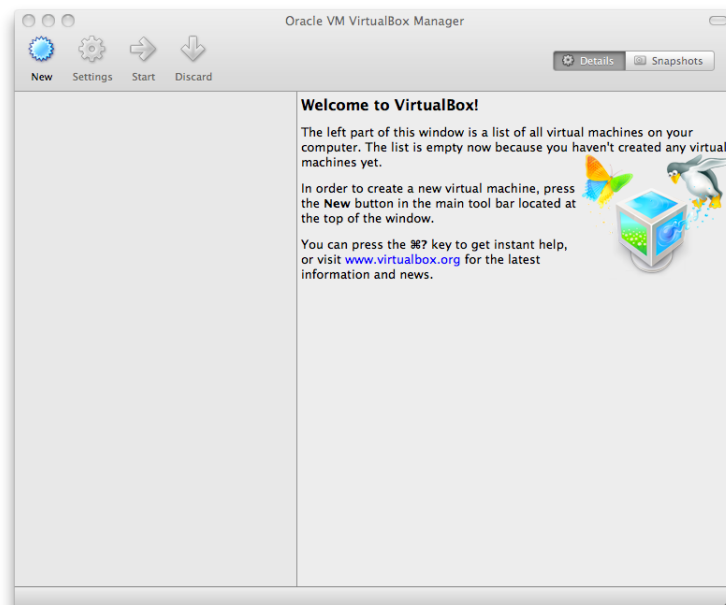 Oracle VM VirtualBox Manager
New
Settings
Start
Discard
Details
Snapshots
Welcome to VirtualBox!
The left part of this window is a list of all virtual machines on your
computer. The list is empty now because you haven't created any virtual
machines yet.
In order to create a new virtual machine, press
the New button in the main tool bar located at
the top of the window.
You can press the ⌘? key to get instant help,
or visit www.virtualbox.org for the latest
information and news.